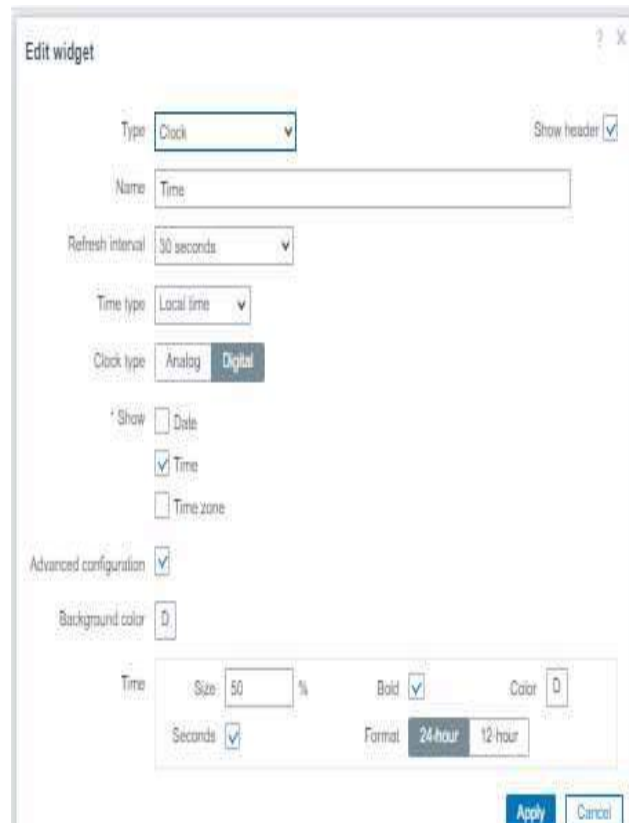 Edit widget ? X
Type Clock Show header
Name Time
Refresh interval 30 seconds
Time type Local time
Clock type Analog Digital
* Show Date
Time
Time zone
Advanced configuration
Background color D
Time Size 50 % Bold Color D
Seconds Format 24-hour 12-hour
Apply Cancel